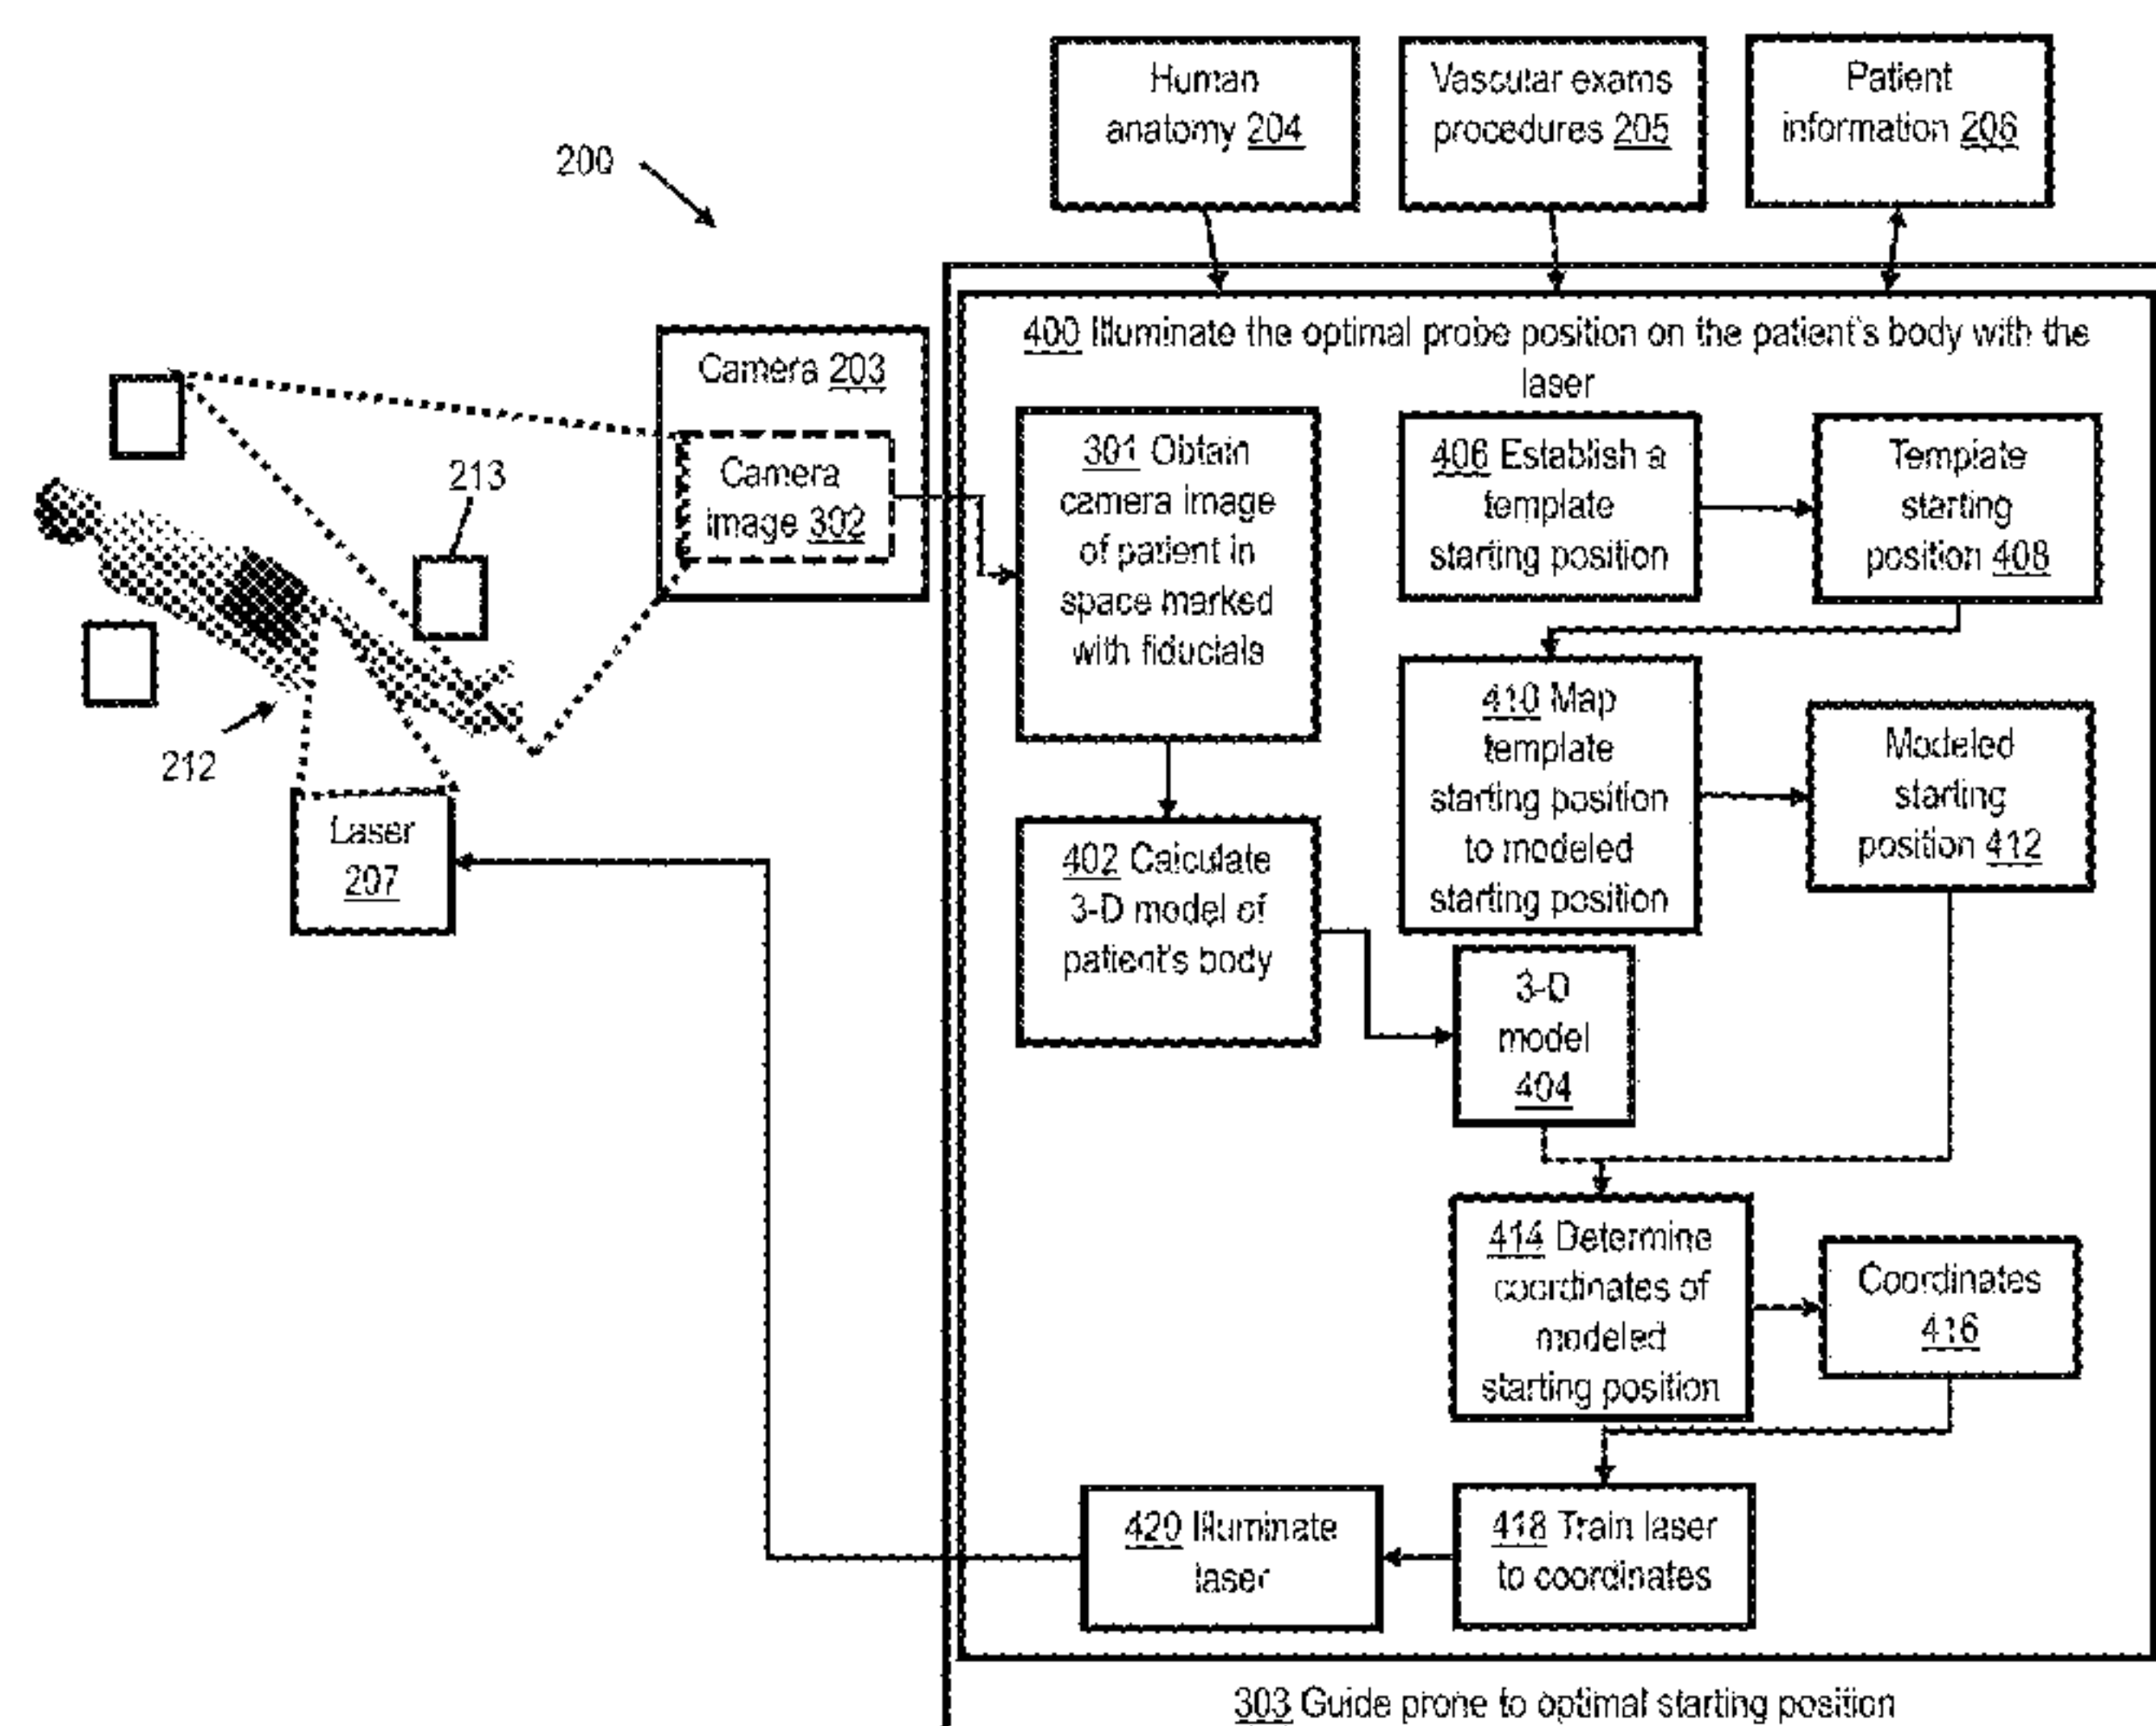 Human
anatomy 204
Vascular exams
procedures 205
Patient
information 206
200
400 Illuminate the optimal probe position on the patient's body with the
laser
Camera 203
Camera
image 302
213
212
Laser
207
301 Obtain
camera image
of patient in
space marked
with fiducials
406 Establish a
template
starting position
Template
starting
position 408
410 Map
template
starting position
to modeled
starting position
Modeled
starting
position 412
402 Calculate
3-D model of
patient's body
3-D
model
404
414 Determine
coordinates of
modeled
starting position
Coordinates
416
418 Train laser
to coordinates
420 Illuminate
laser
303 Guide prone to optimal starting position